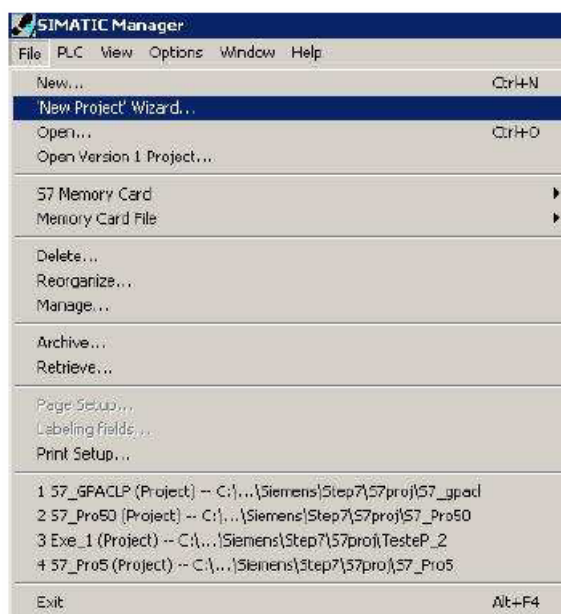 SIMATIC Manager
File PLC View Options Window Help
New... Ctrl+N
'New Project' Wizard...
Open... Ctrl+O
Open Version 1 Project...
S7 Memory Card
Memory Card File
Delete...
Reorganize...
Manage...
Archive...
Retrieve...
Page Setup...
Labeling fields...
Print Setup...
1 S7_GPACLP (Project) -- C:\...\Siemens\Step7\S7proj\S7_gpacl
2 S7_Pro50 (Project) -- C:\...\Siemens\Step7\S7proj\S7_Pro50
3 Exe_1 (Project) -- C:\...\Siemens\Step7\S7proj\TesteP_2
4 S7_Pro5 (Project) -- C:\...\Siemens\Step7\S7proj\S7_Pro5
Exit Alt+F4